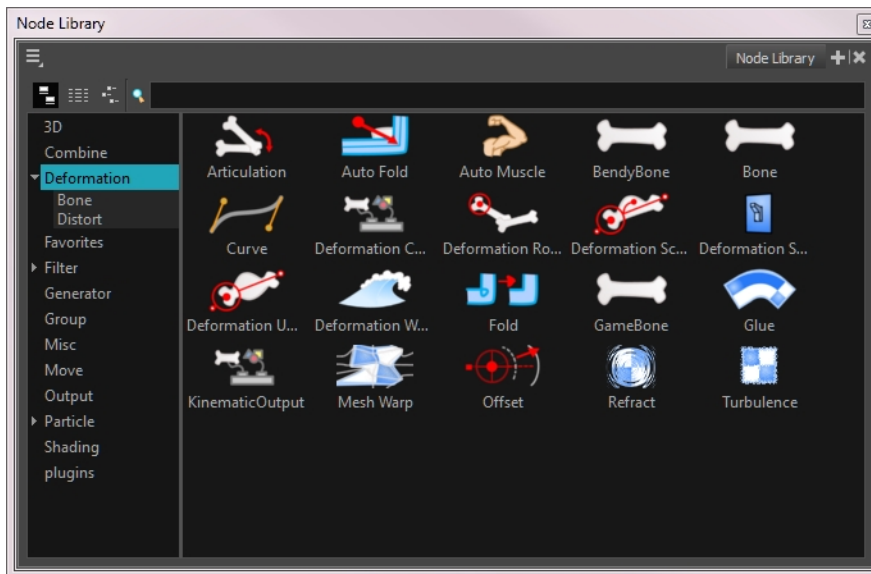 Node Library
Node Library
3D
Combine
Deformation
Bone
Distort
Favorites
Filter
Generator
Group
Misc
Move
Output
Particle
Shading
plugins
Articulation Auto Fold Auto Muscle BendyBone Bone
Curve Deformation C... Deformation Ro... Deformation Sc... Deformation S...
Deformation U... Deformation W... Fold GameBone Glue
KinematicOutput Mesh Warp Offset Refract Turbulence